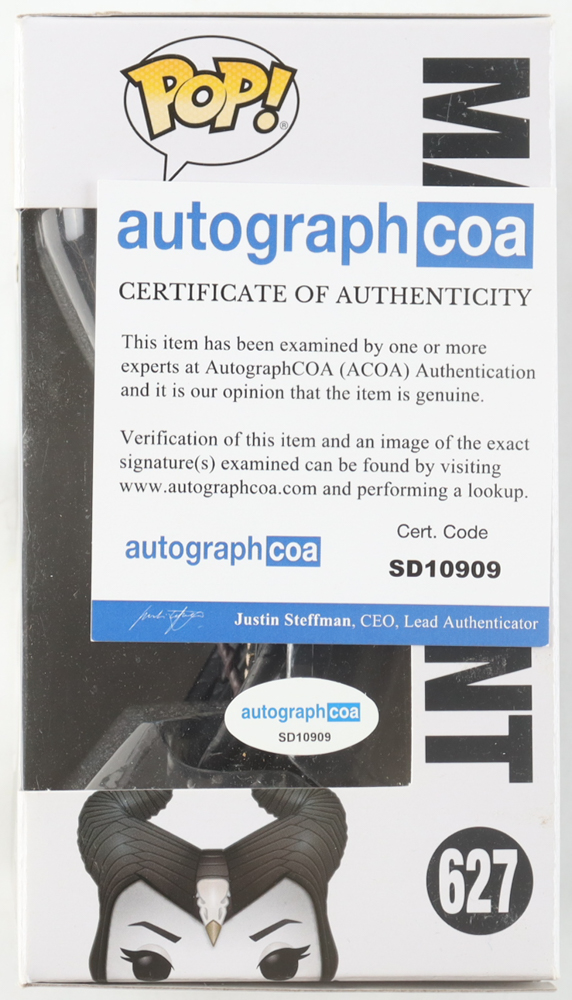 POP!
®
MA
autographcoa
CERTIFICATE OF AUTHENTICITY
This item has been examined by one or more
experts at AutographCOA (ACOA) Authentication
and it is our opinion that the item is genuine.
Verification of this item and an image of the exact
signature(s) examined can be found by visiting
www.autographcoa.com and performing a lookup.
autographcoa
Cert. Code
SD10909
Justin Steffman, CEO, Lead Authenticator
NT
autographcoa
SD10909
627